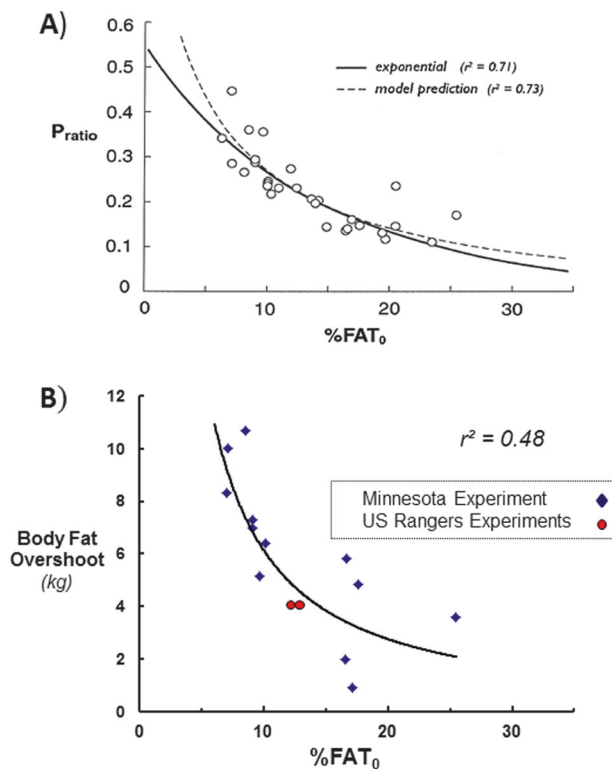 A)
0.6
exponential (r² = 0.71)
0.5
model prediction (r² = 0.73)
0.4
Pratio
0.3
0.2
0.1
0
0 10 20 30
%FAT₀
B)
12
r² = 0.48
10
8
Minnesota Experiment
US Rangers Experiments
Body Fat
Overshoot
(kg)
6
4
2
0
0 10 20 30
%FAT₀